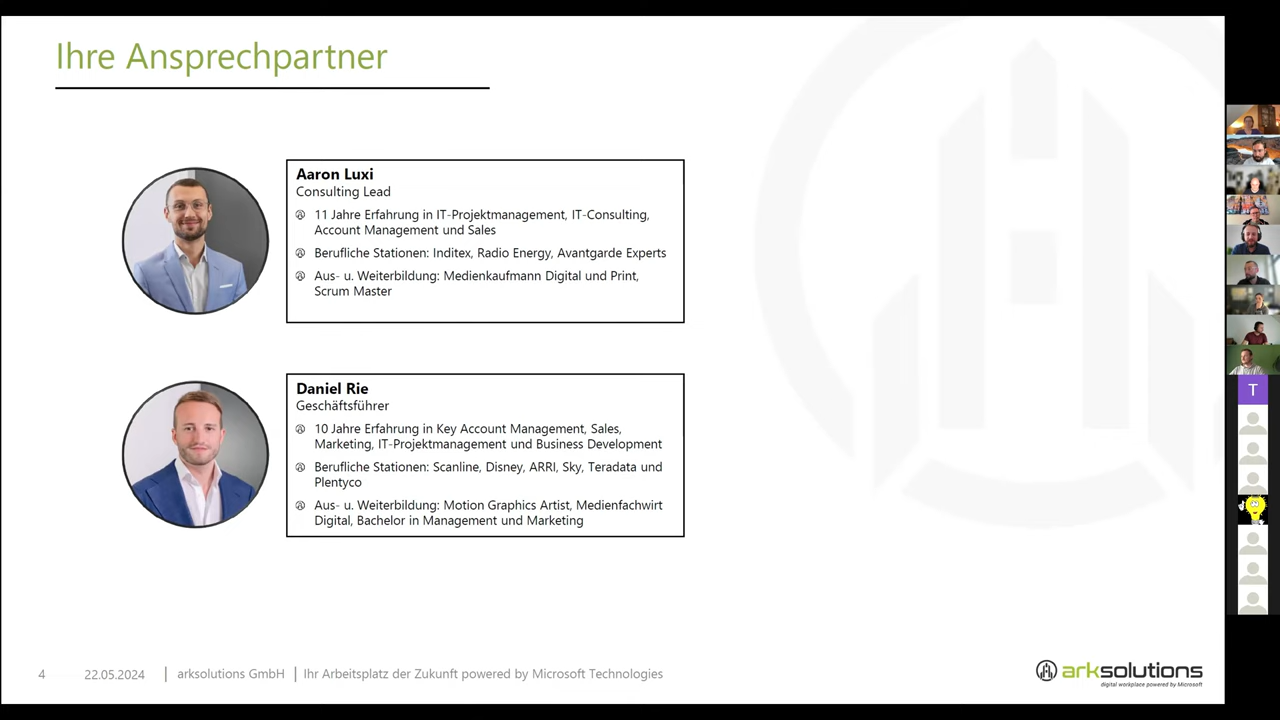 Ihre Ansprechpartner
Aaron Luxi
Consulting Lead
11 Jahre Erfahrung in IT-Projektmanagement, IT-Consulting,
Account Management und Sales
Berufliche Stationen: Inditex, Radio Energy, Avantgarde Experts
Aus- u. Weiterbildung: Medienkaufmann Digital und Print,
Scrum Master
Daniel Rie
Geschäftsführer
10 Jahre Erfahrung in Key Account Management, Sales,
Marketing, IT-Projektmanagement und Business Development
Berufliche Stationen: Scanline, Disney, ARRI, Sky, Teradata und
Plentyco
Aus- u. Weiterbildung: Motion Graphics Artist, Medienfachwirt
Digital, Bachelor in Management und Marketing
T
4 22.05.2024 | arksolutions GmbH | Ihr Arbeitsplatz der Zukunft powered by Microsoft Technologies
arksolutions
digital workplace powered by Microsoft